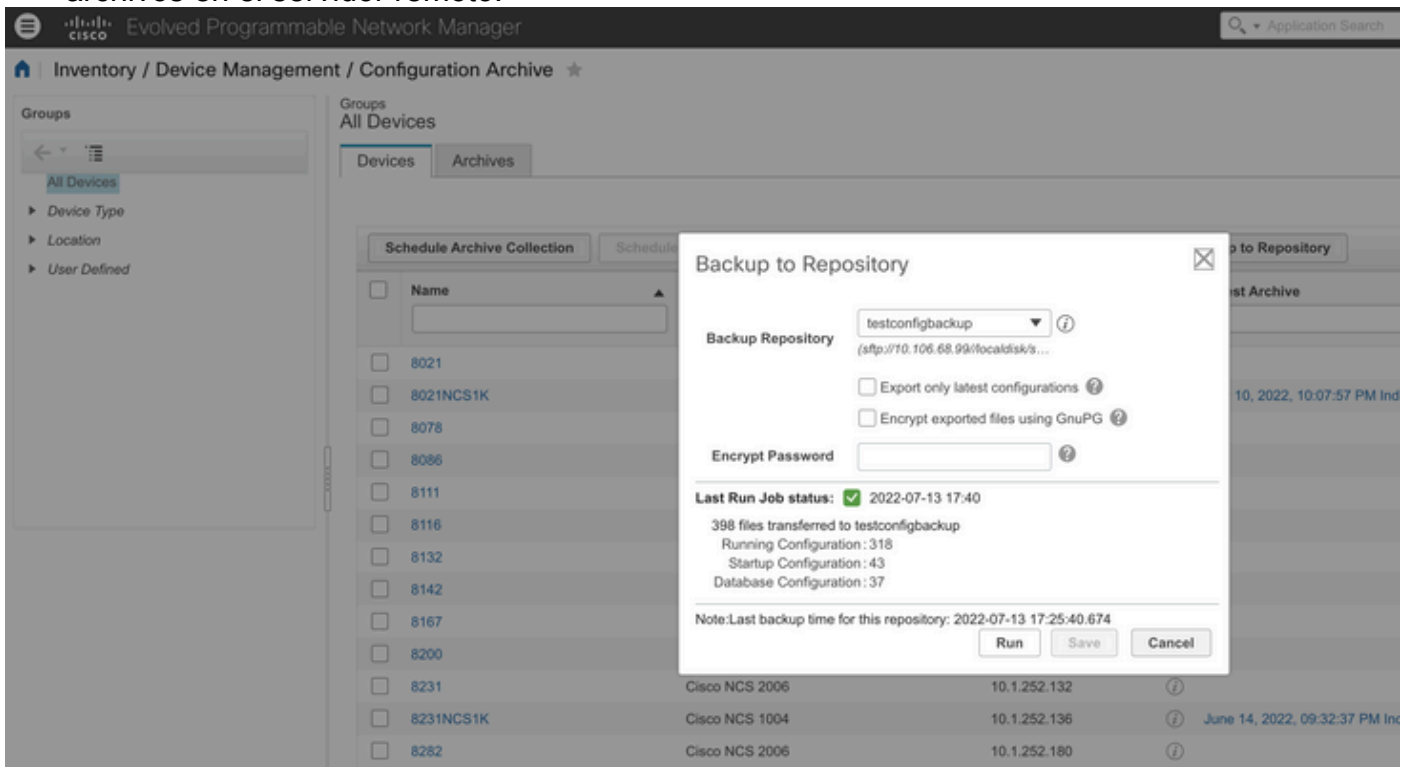 cisco Evolved Programmable Network Manager
Application Search
Inventory / Device Management / Configuration Archive
Groups
All Devices
Device Type
Location
User Defined
Groups
All Devices
Devices Archives
Schedule Archive Collection Schedule p to Repository
Name st Archive
8021
8021NCS1K 10, 2022, 10:07:57 PM Ind
8078
8086
8111
8116
8132
8142
8167
8200
8231 Cisco NCS 2006 10.1.252.132
8231NCS1K Cisco NCS 1004 10.1.252.136 June 14, 2022, 09:32:37 PM Inc
8282 Cisco NCS 2006 10.1.252.180
Backup to Repository
Backup Repository testconfigbackup
(sftp://10.106.68.99//localdisk/s...
Export only latest configurations
Encrypt exported files using GnuPG
Encrypt Password
Last Run Job status: 2022-07-13 17:40
398 files transferred to testconfigbackup
Running Configuration : 318
Startup Configuration : 43
Database Configuration : 37
Note:Last backup time for this repository: 2022-07-13 17:25:40.674
Run Save Cancel